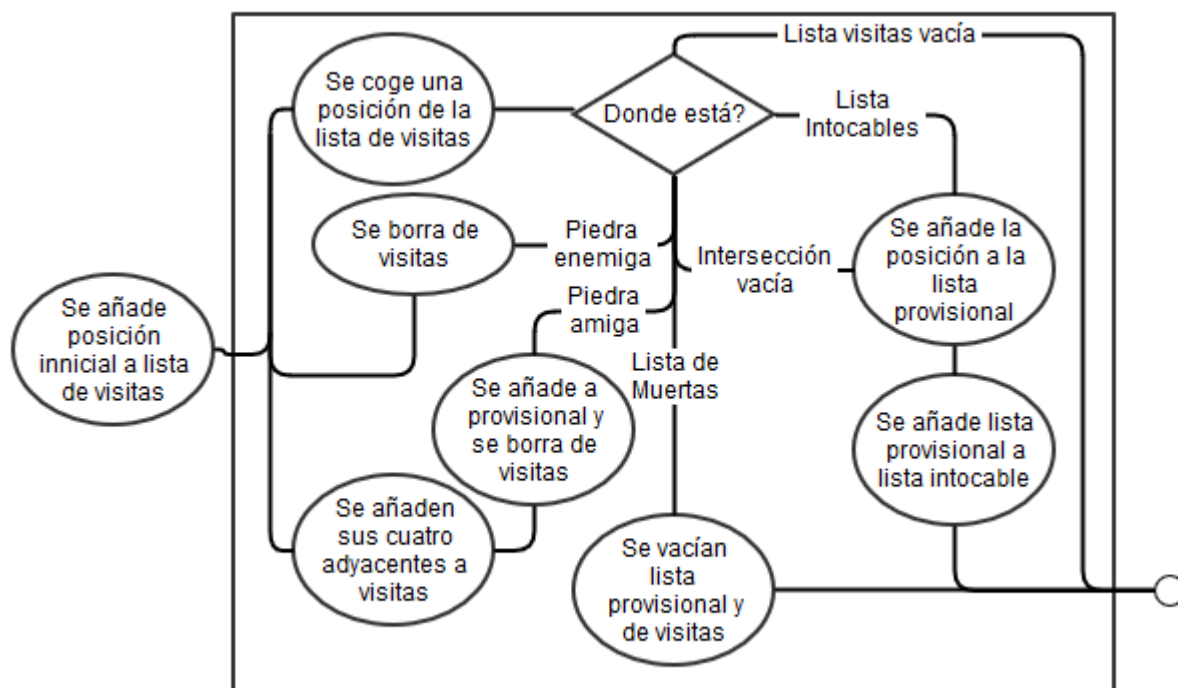 Lista visitas vacía
Se coge una
posición de la
lista de visitas
Donde está?
Lista
Intocables
Se borra de
visitas
Piedra
enemiga
Intersección
vacía
Se añade la
posición a la
lista
provisional
Se añade
posición
innicial a lista
de visitas
Piedra
amiga
Lista de
Muertas
Se añade a
provisional y
se borra de
visitas
Se añade lista
provisional a
lista intocable
Se añaden
sus cuatro
adyacentes a
visitas
Se vacían
lista
provisional y
de visitas